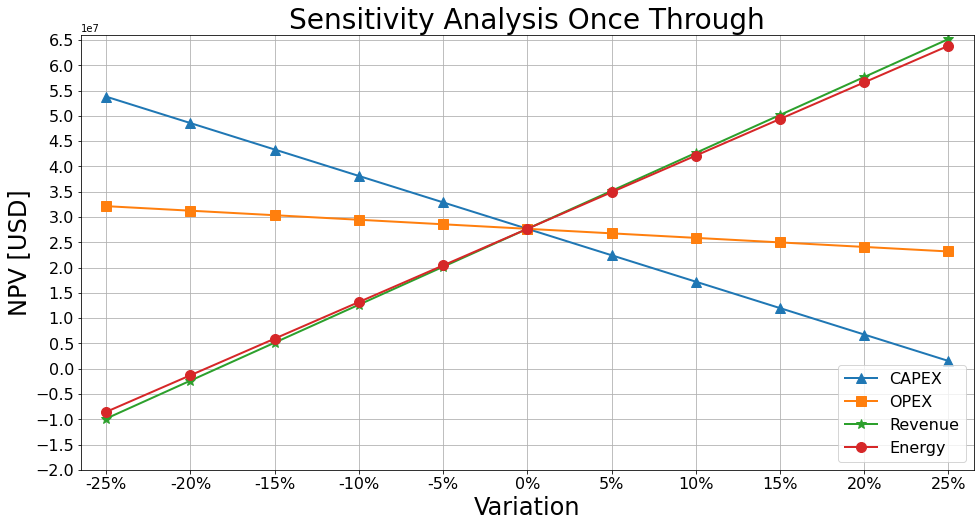 Sensitivity Analysis Once Through
1e7
6.5
6.0
5.5
5.0
4.5
4.0
3.5
3.0
2.5
2.0
1.5
1.0
0.5
0.0
−0.5
−1.0
−1.5
−2.0
NPV [USD]
-25% -20% -15% -10% -5% 0% 5% 10% 15% 20% 25%
Variation
CAPEX
OPEX
Revenue
Energy